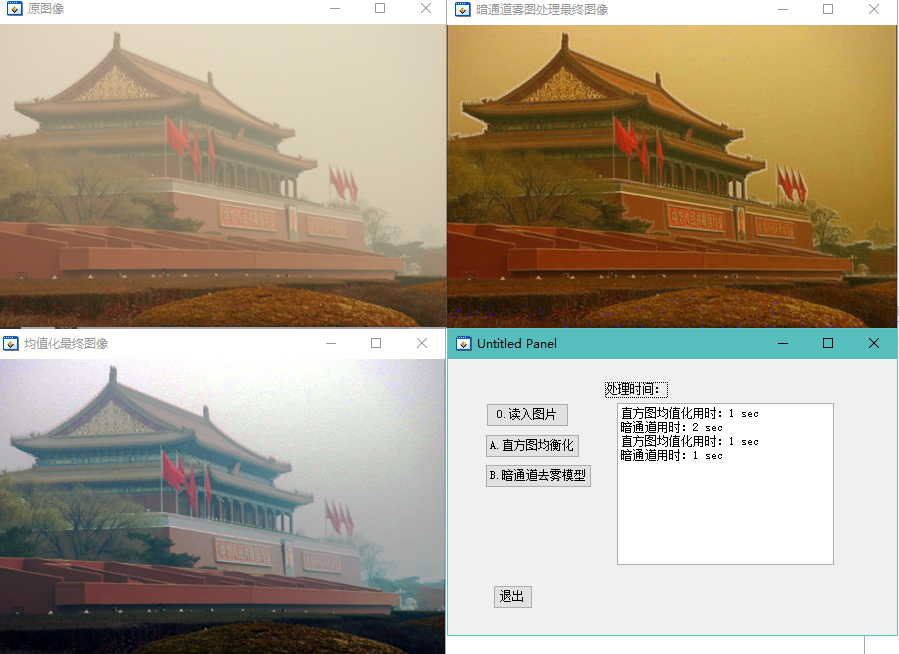 原图像
暗通道雾图处理最终图像
均值化最终图像
Untitled Panel
处理时间:
0.读入图片
A.直方图均衡化
B.暗通道去雾模型
直方图均值化用时: 1 sec
暗通道用时: 2 sec
直方图均值化用时: 1 sec
暗通道用时: 1 sec
退出